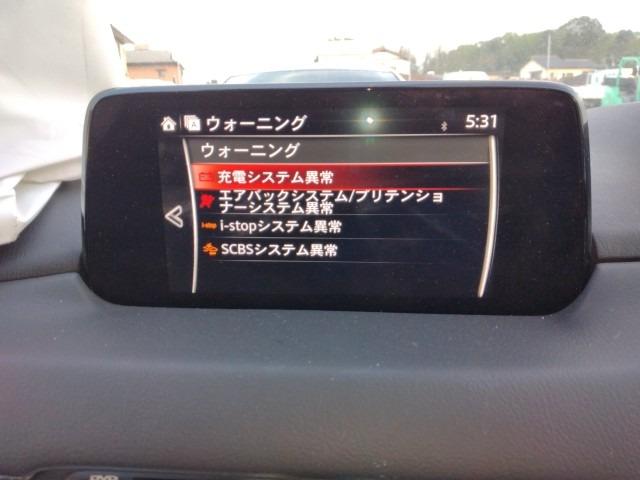 ウォーニング 5:31
ウォーニング
充電システム異常
エアバックシステム/プリテンショ
ナーシステム異常
i-stop i-stopシステム異常
SCBSシステム異常
DVD